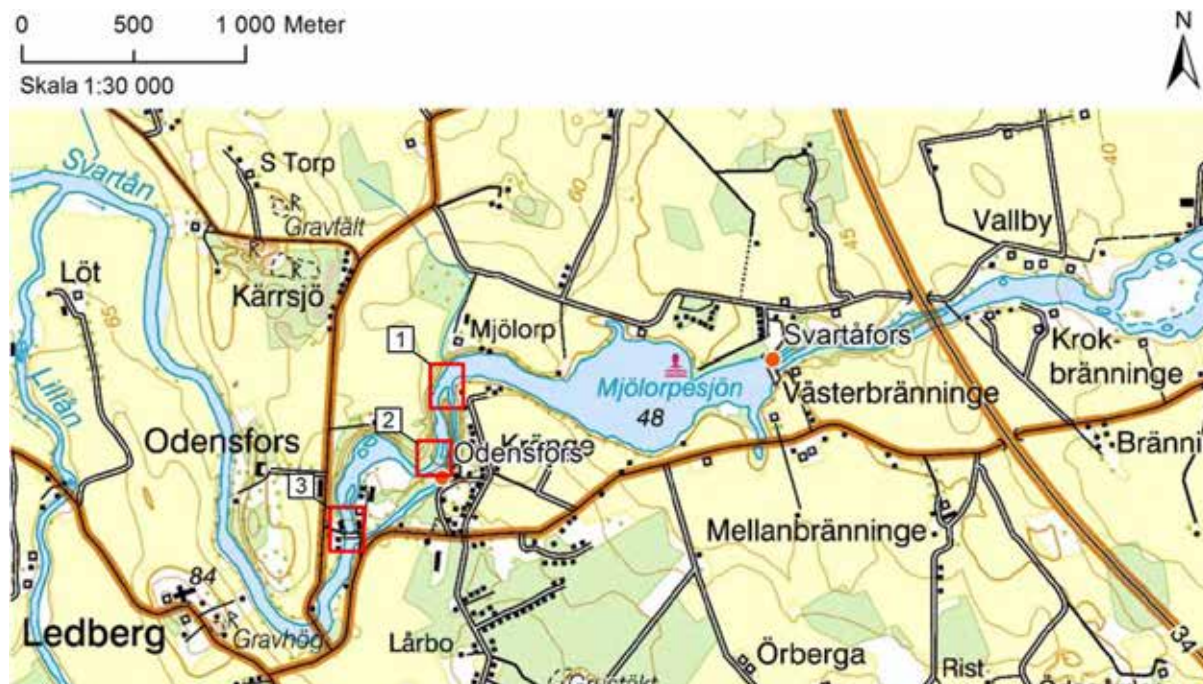 0 500 1 000 Meter
Skala 1:30 000
N
Svartån
S Torp
R
Gravfält
R
R
Kärrsjö
Löt
65
60
45
40
Vallby
Lillån
1
Mjölorp
Svartåfors
Mjölorpesjön
48
Västerbränninge
Krok-
bränninge
2
Odensfors
Odensfors
Kränge
Bränni
3
Mellanbränninge
84
R
Ledberg
Gravhög
Lårbo
Örberga
Rist
34